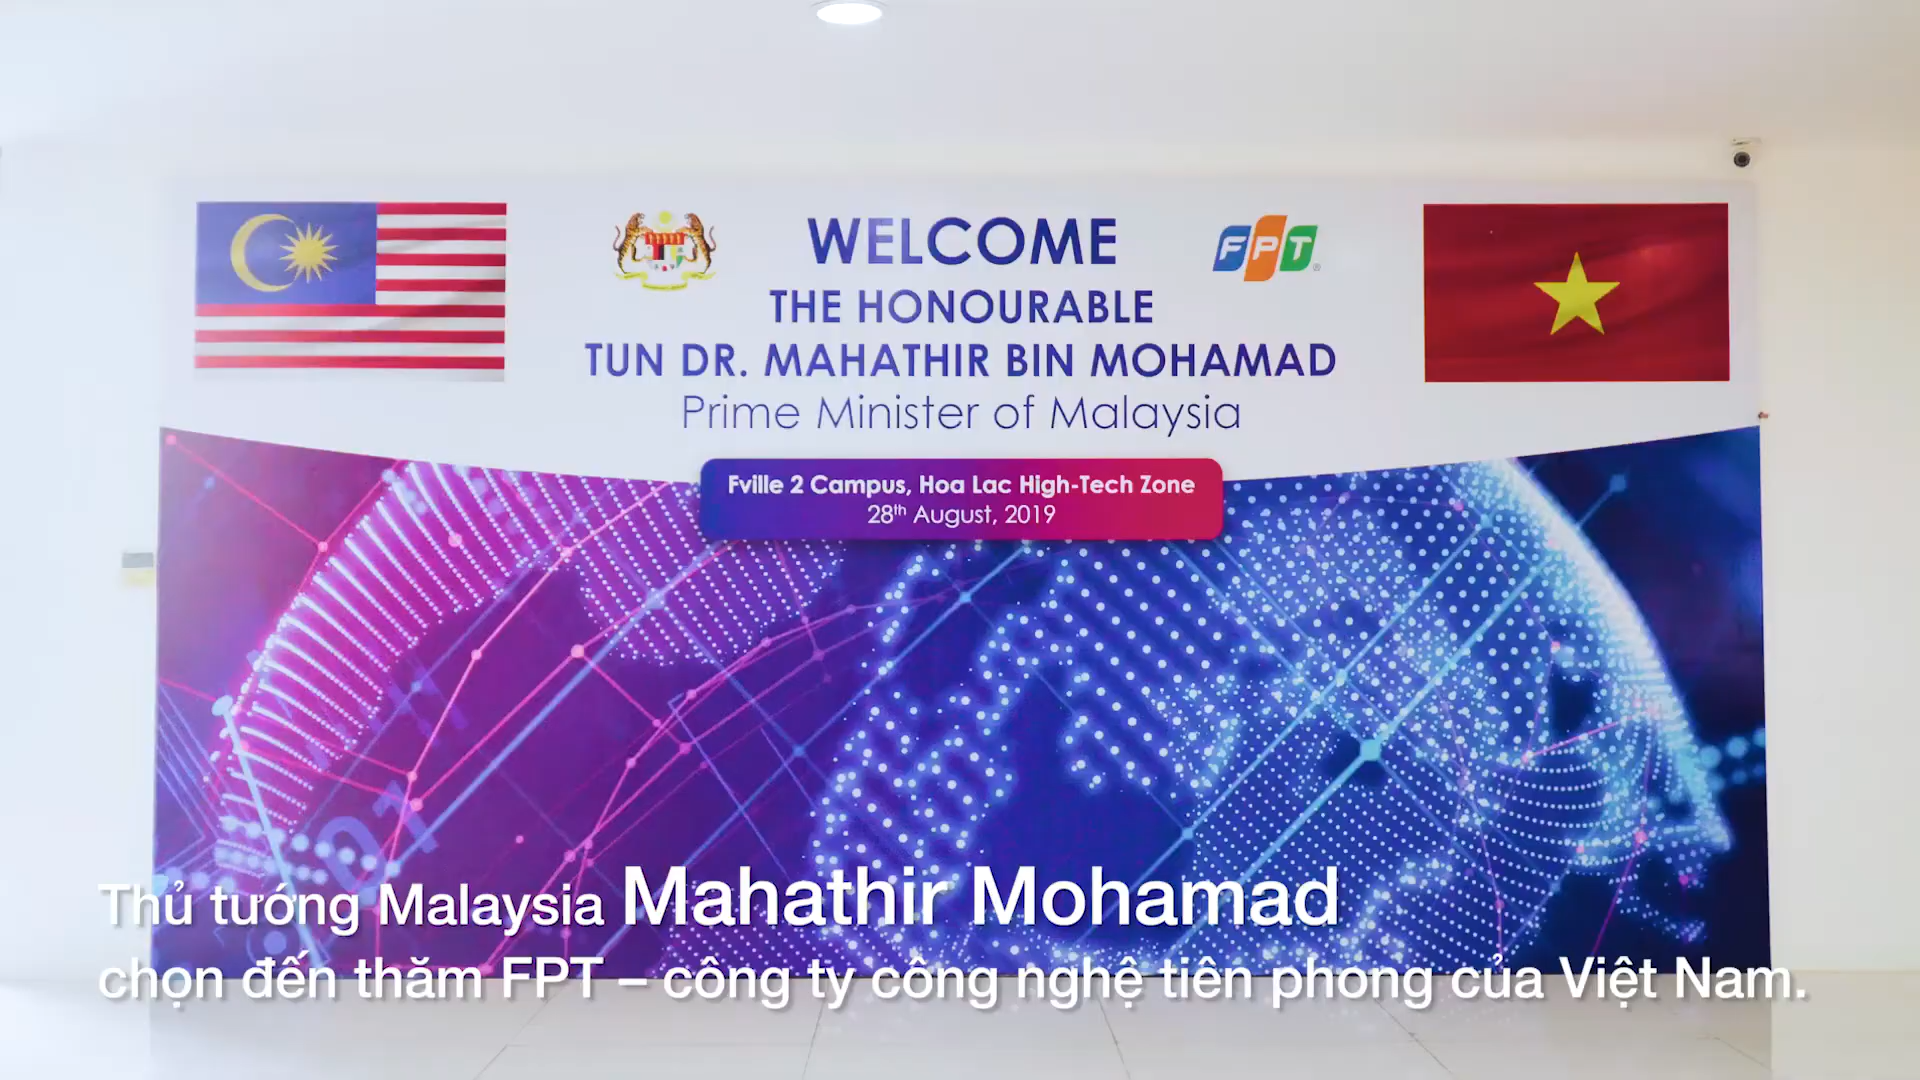 WELCOME
FPT
THE HONOURABLE
TUN DR. MAHATHIR BIN MOHAMAD
Prime Minister of Malaysia
Fville 2 Campus, Hoa Lac High-Tech Zone
28th August, 2019
Thủ tướng Malaysia Mahathir Mohamad
chọn đến thăm FPT – công ty công nghệ tiên phong của Việt Nam.